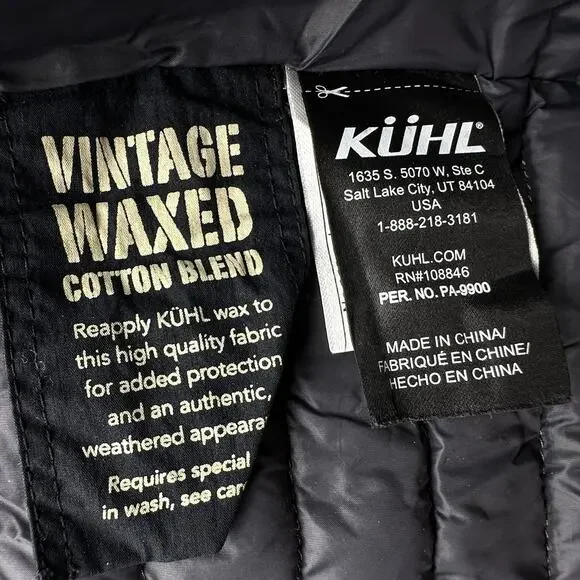 VINTAGE
WAXED
COTTON BLEND
Reapply KÜHL wax to
this high quality fabric
for added protection
and an authentic,
weathered
Requires special
in wash, see
KÜHL®
1635 S. 5070 W, Ste C
Salt Lake City, UT 84104
USA
1-888-218-3181
KUHL.COM
RN#108846
PER. NO. PA-9900
MADE IN CHINA/
FABRIQUÉ EN CHINE/
HECHO EN CHINA